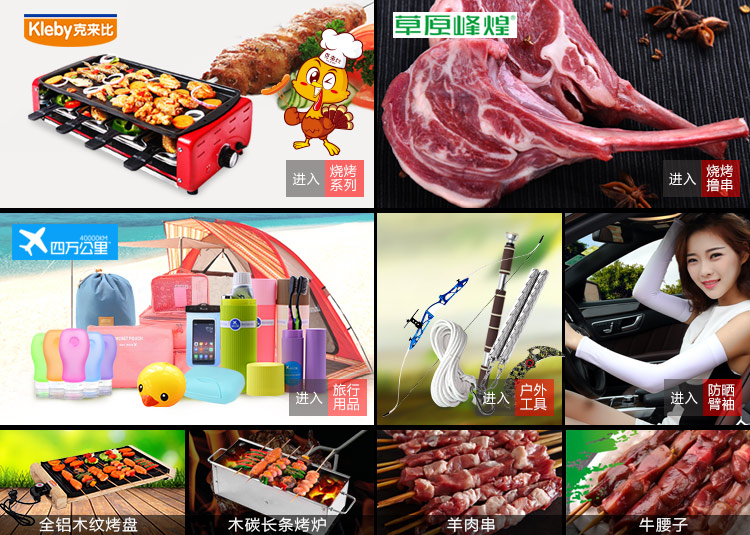 Kleby克来比
进入
烧烤
系列
草原峰煌®
进入
烧烤
撸串
4000KM
四万公里
进入
旅行
用品
进入
户外
工具
进入
防晒
臂袖
全铝木纹烤盘
木碳长条烤炉
羊肉串
牛腰子